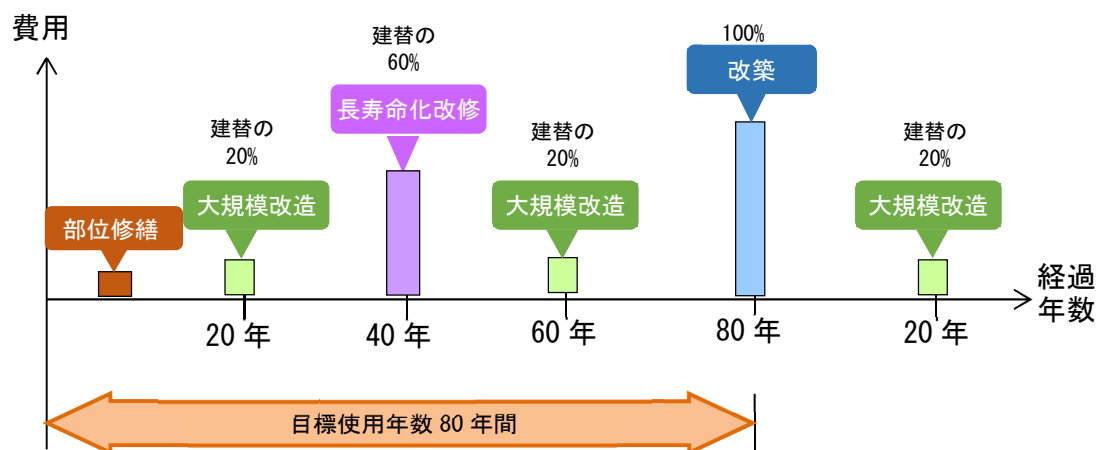 費用
建替の
60%
100%
改築
長寿命化改修
建替の
20%
建替の
20%
建替の
20%
大規模改造
大規模改造
大規模改造
部位修繕
経過
年数
20 年
40 年
60 年
80 年
20 年
目標使用年数 80 年間